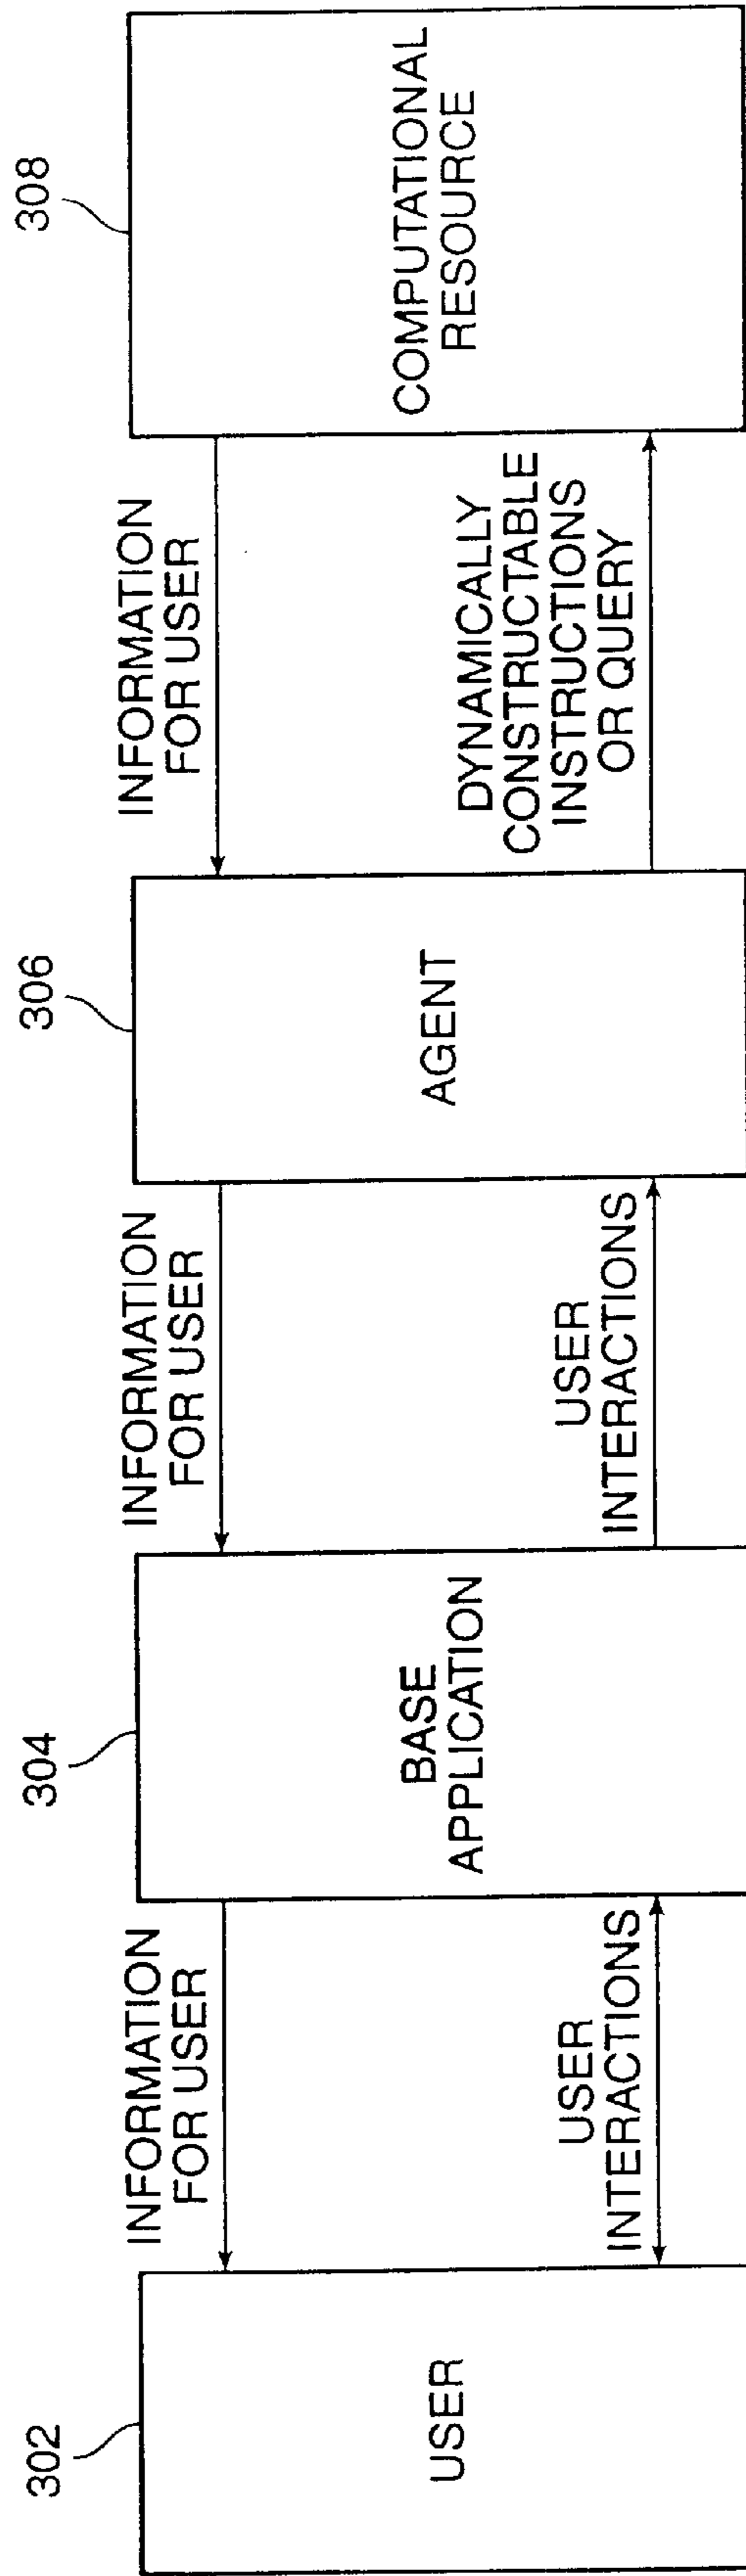 302
USER
INFORMATION
FOR USER
USER
INTERACTIONS
304
BASE
APPLICATION
INFORMATION
FOR USER
USER
INTERACTIONS
306
AGENT
INFORMATION
FOR USER
DYNAMICALLY
CONSTRUCTABLE
INSTRUCTIONS
OR QUERY
308
COMPUTATIONAL
RESOURCE